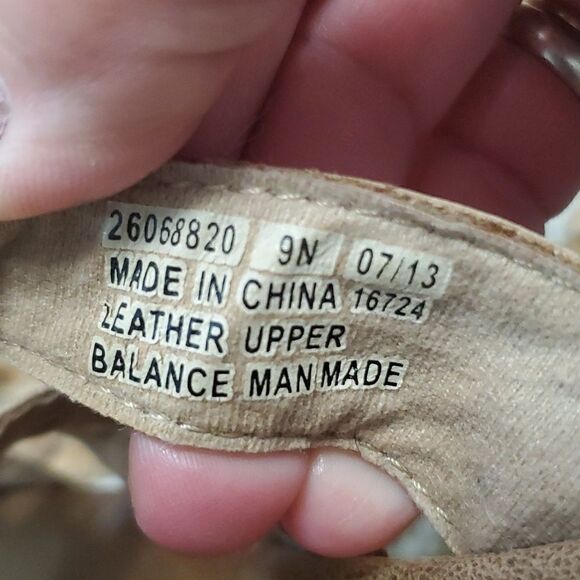 26068820 9N 07/13
MADE IN CHINA 16724
LEATHER UPPER
BALANCE MAN MADE